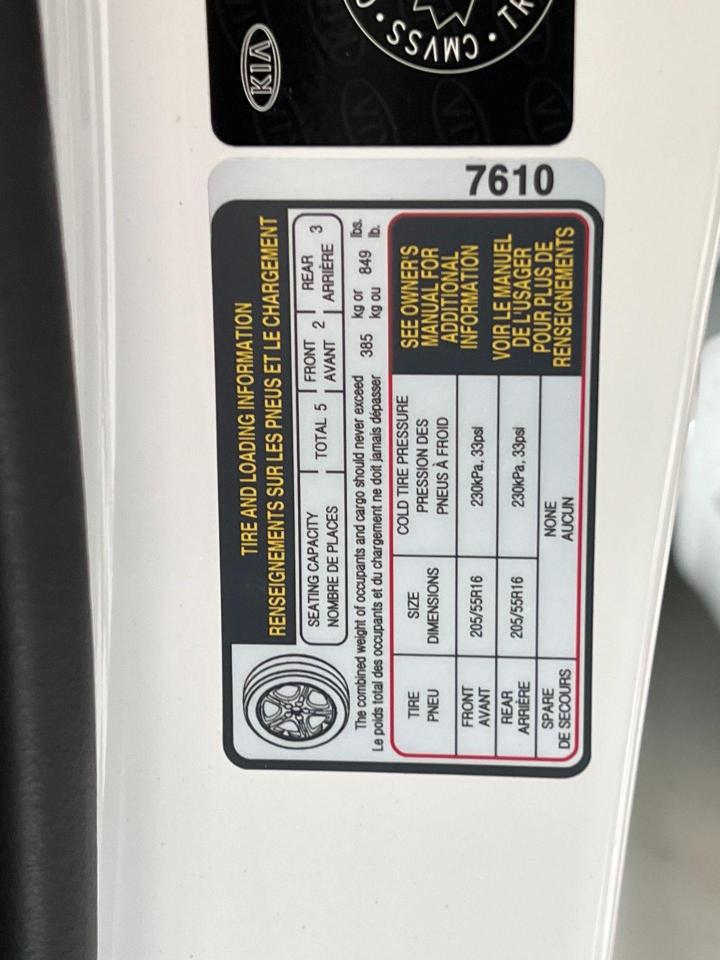 KIA
CMVSS • TR
7610
TIRE AND LOADING INFORMATION
RENSEIGNEMENTS SUR LES PNEUS ET LE CHARGEMENT
SEATING CAPACITY TOTAL 5 FRONT 2 REAR 3
NOMBRE DE PLACES AVANT ARRIÈRE
The combined weight of occupants and cargo should never exceed 385 kg or 849 lbs.
Le poids total des occupants et du chargement ne doit jamais dépasser kg ou lb.
TIRE SIZE COLD TIRE PRESSURE
PNEU DIMENSIONS PRESSION DES
PNEUS À FROID
FRONT 205/55R16 230kPa, 33psi
AVANT
REAR 205/55R16 230kPa, 33psi
ARRIÈRE
SPARE NONE
DE SECOURS AUCUN
SEE OWNER'S
MANUAL FOR
ADDITIONAL
INFORMATION
VOIR LE MANUEL
DE L'USAGER
POUR PLUS DE
RENSEIGNEMENTS